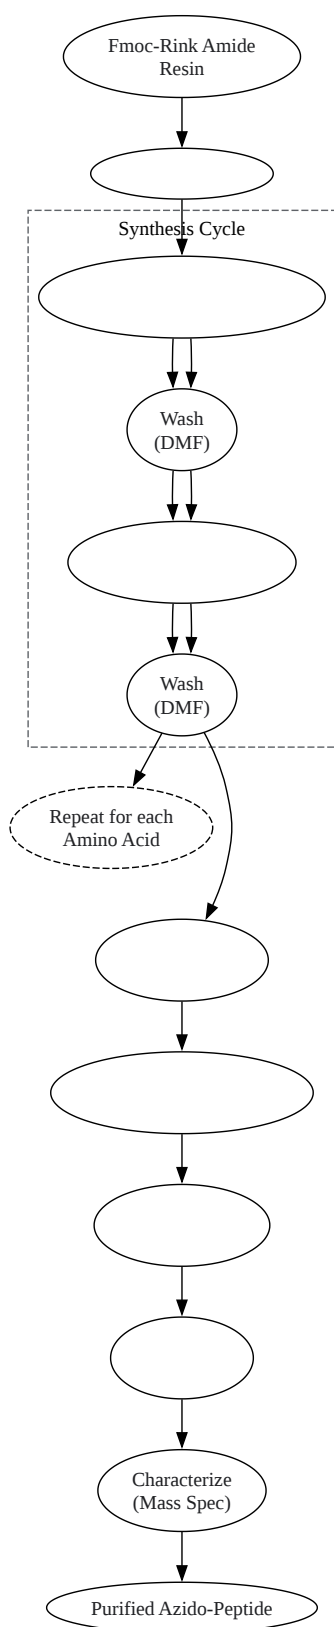 Fmoc-Rink Amide
Resin
Synthesis Cycle
Wash
(DMF)
Wash
(DMF)
Repeat for each
Amino Acid
Characterize
(Mass Spec)
Purified Azido-Peptide